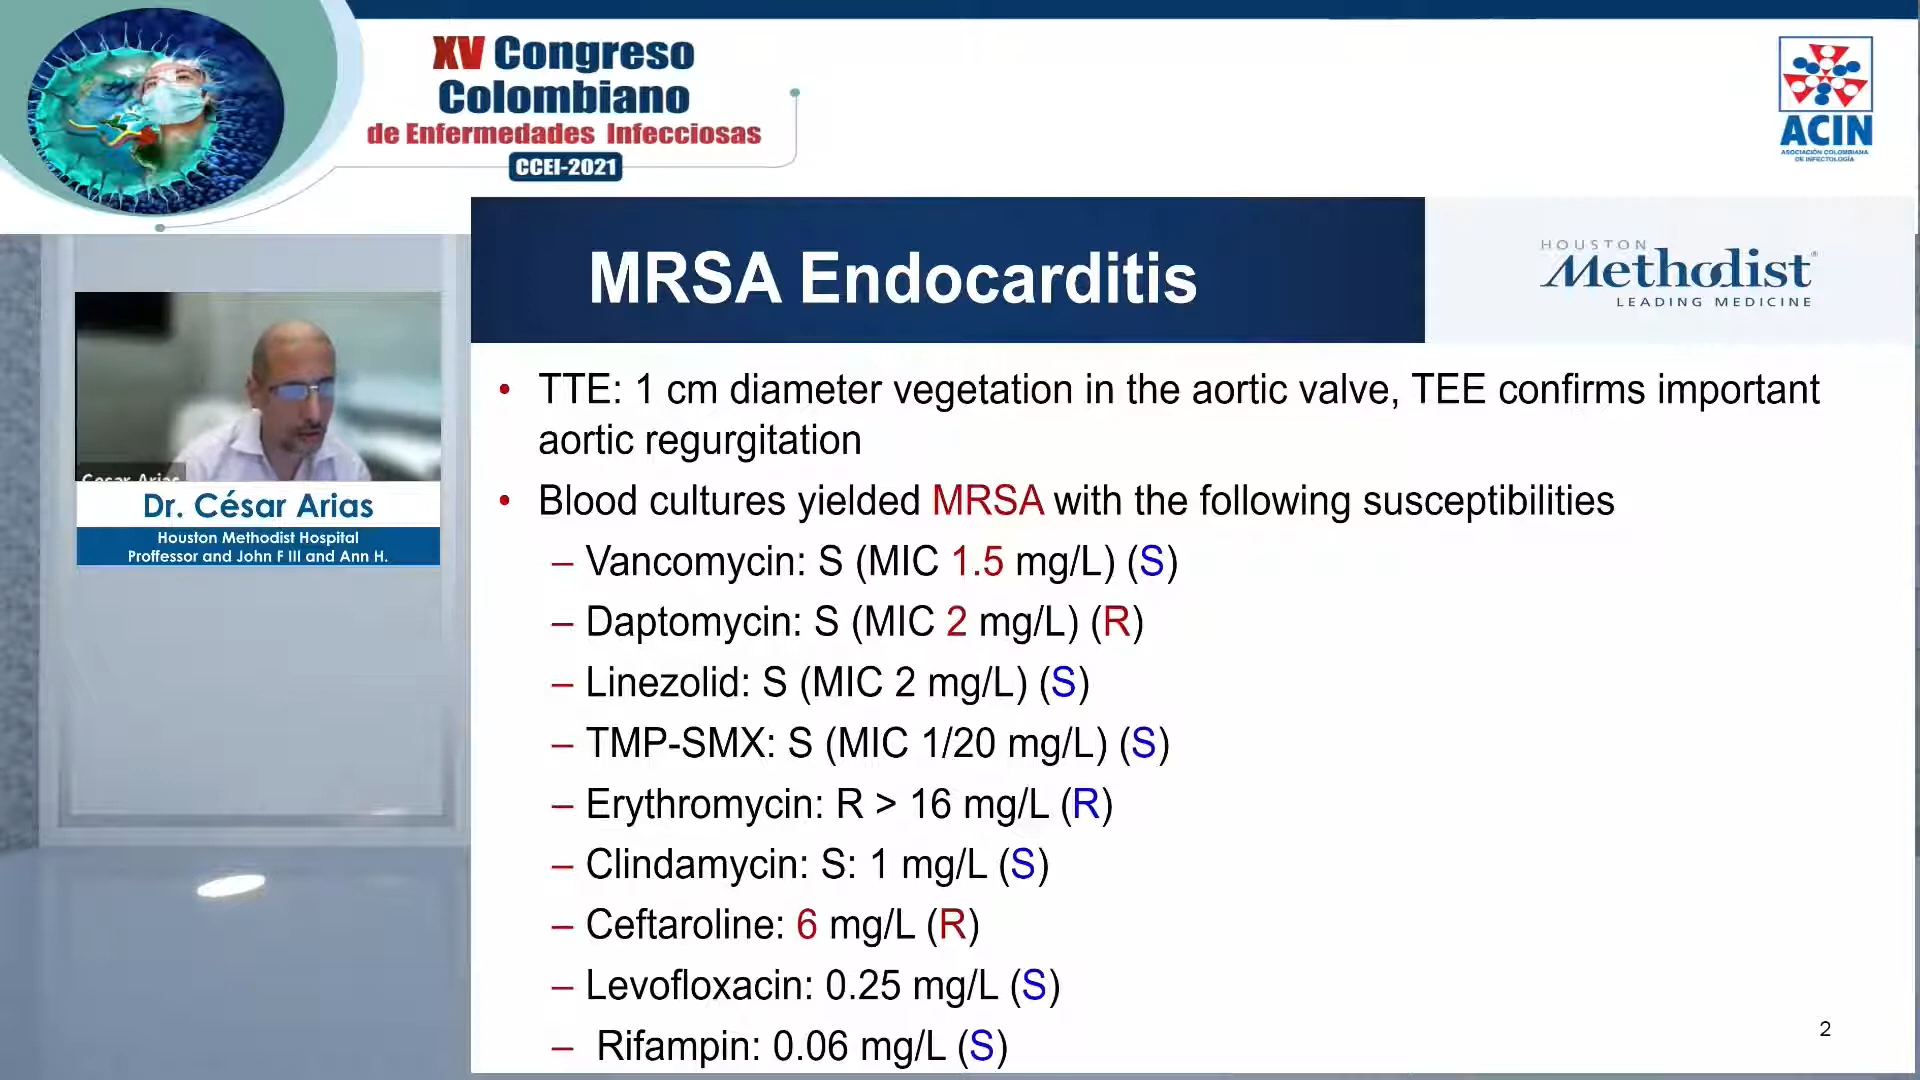 XV Congreso
Colombiano
de Enfermedades Infecciosas
CCEI-2021
ACIN
ASOCIACIÓN COLOMBIANA
DE INFECTOLOGÍA
MRSA Endocarditis
HOUSTON
Methodist
LEADING MEDICINE
Cesar Arias
Dr. César Arias
Houston Methodist Hospital
Proffessor and John F III and Ann H.
• TTE: 1 cm diameter vegetation in the aortic valve, TEE confirms important
aortic regurgitation
• Blood cultures yielded MRSA with the following susceptibilities
– Vancomycin: S (MIC 1.5 mg/L) (S)
– Daptomycin: S (MIC 2 mg/L) (R)
– Linezolid: S (MIC 2 mg/L) (S)
– TMP-SMX: S (MIC 1/20 mg/L) (S)
– Erythromycin: R > 16 mg/L (R)
– Clindamycin: S: 1 mg/L (S)
– Ceftaroline: 6 mg/L (R)
– Levofloxacin: 0.25 mg/L (S)
– Rifampin: 0.06 mg/L (S)
2